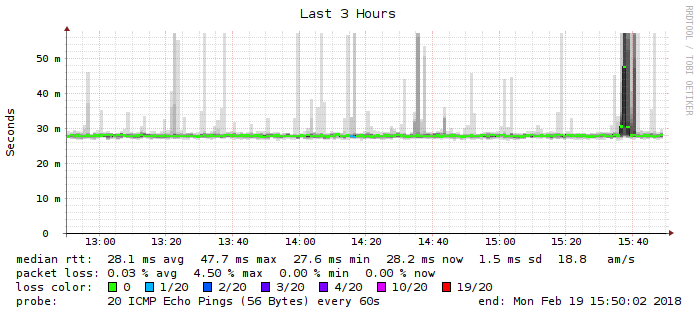 Last 3 Hours
RRDTOOL / TOBI OETIKER
Seconds
50 m
40 m
30 m
20 m
10 m
0
13:00 13:20 13:40 14:00 14:20 14:40 15:00 15:20 15:40
median rtt: 28.1 ms avg 47.7 ms max 27.6 ms min 28.2 ms now 1.5 ms sd 18.8 am/s
packet loss: 0.03 % avg 4.50 % max 0.00 % min 0.00 % now
loss color: 0 1/20 2/20 3/20 4/20 10/20 19/20
probe: 20 ICMP Echo Pings (56 Bytes) every 60s end: Mon Feb 19 15:50:02 2018